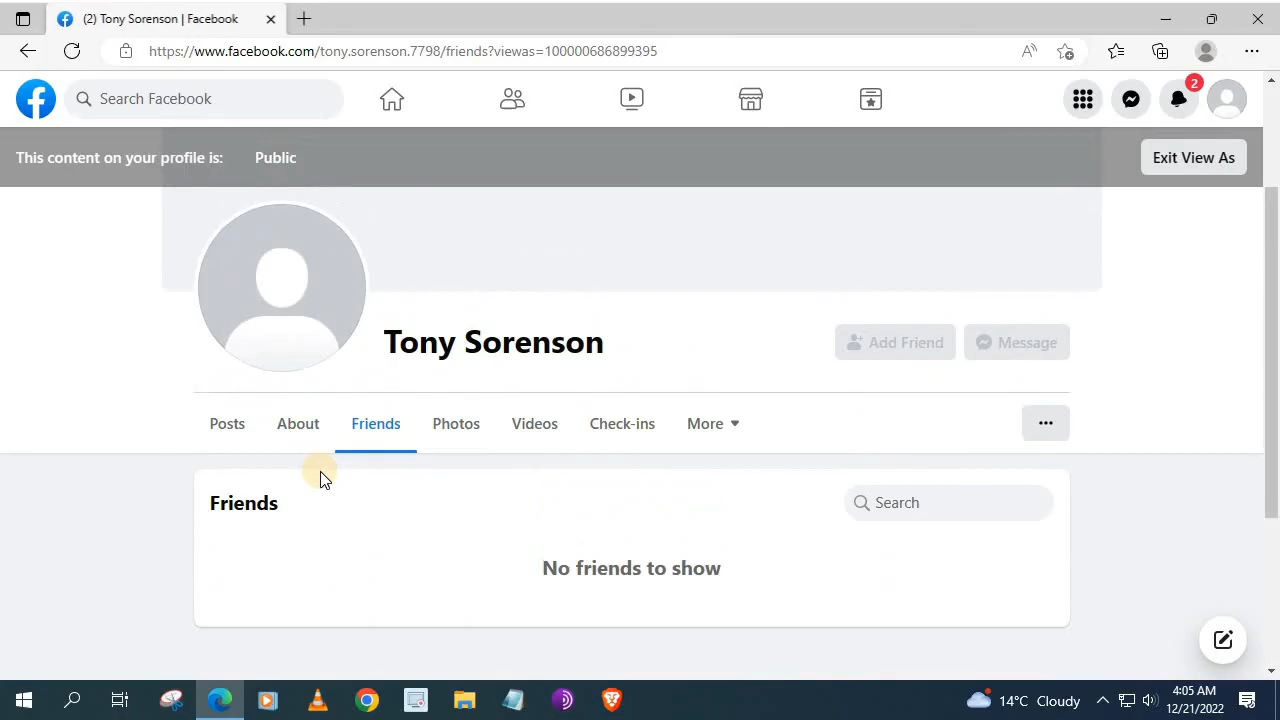 (2) Tony Sorenson | Facebook
https://www.facebook.com/tony.sorenson.7798/friends?viewas=100000686899395
Search Facebook
2
This content on your profile is: Public
Exit View As
Tony Sorenson
Add Friend
Message
Posts About Friends Photos Videos Check-ins More
Friends
Search
No friends to show
14°C Cloudy
4:05 AM
12/21/2022